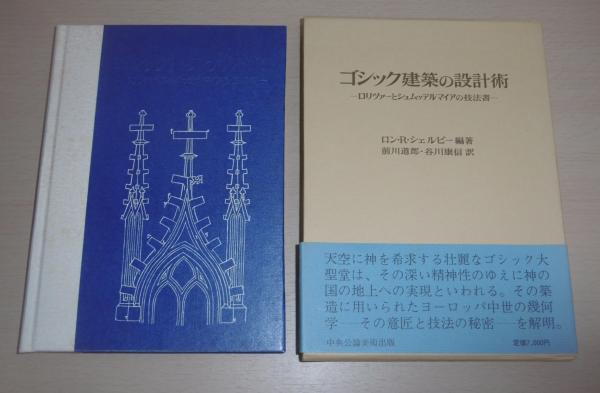 ゴシック建築の設計術
―ロリツァーとシュムッテルマイアの技法書―
ロン・R・シェルビー 編著
前川道郎・谷川康信 訳
天空に神を希求する壮麗なゴシック大
聖堂は、その深い精神性のゆえに神の
国の地上への実現といわれる。その築
造に用いられたヨーロッパ中世の幾何
学――その意匠と技法の秘密――を解明。
中央公論美術出版
定価7,000円